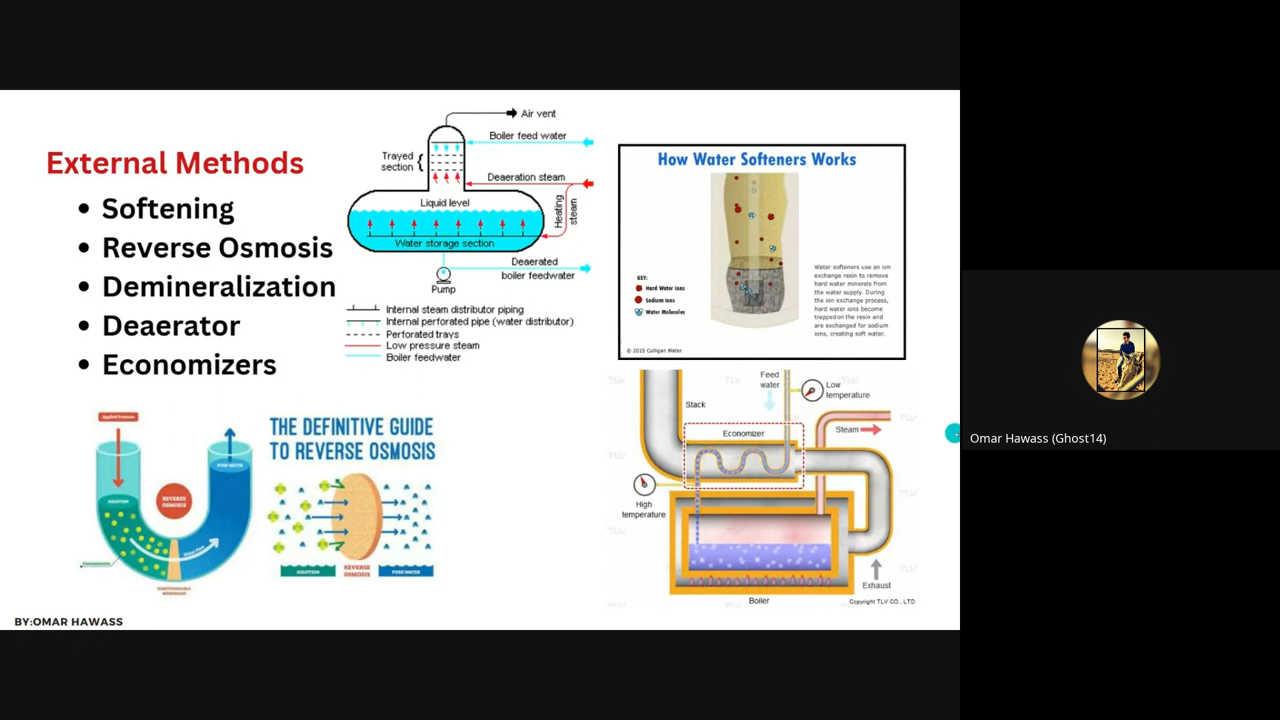 External Methods
• Softening
• Reverse Osmosis
• Demineralization
• Deaerator
• Economizers
Air vent
Boiler feed water
Trayed
section
Deaeration steam
Liquid level
Heating
steam
Water storage section
Deaerated
boiler feedwater
Pump
Internal steam distributor piping
Internal perforated pipe (water distributor)
Perforated trays
Low pressure steam
Boiler feedwater
How Water Softeners Works
KEY:
Hard Water Ions
Sodium Ions
Water Molecules
Water softeners use an ion
exchange resin to remove
hard water minerals from
the water supply. During
the ion exchange process,
hard water ions become
trapped on the resin and
are exchanged for sodium
ions, creating soft water.
© 2015 Culligan Water
Applied Pressure
PURE WATER
SOLUTION
REVERSE
OSMOSIS
Water Flow
THE DEFINITIVE GUIDE
TO REVERSE OSMOSIS
SOLUTION
REVERSE
OSMOSIS
PURE WATER
Feed
water
Low
temperature
Stack
Steam
Economizer
High
temperature
Exhaust
Boiler
Copyright TLV CO., LTD.
BY:OMAR HAWASS
Omar Hawass (Ghost14)